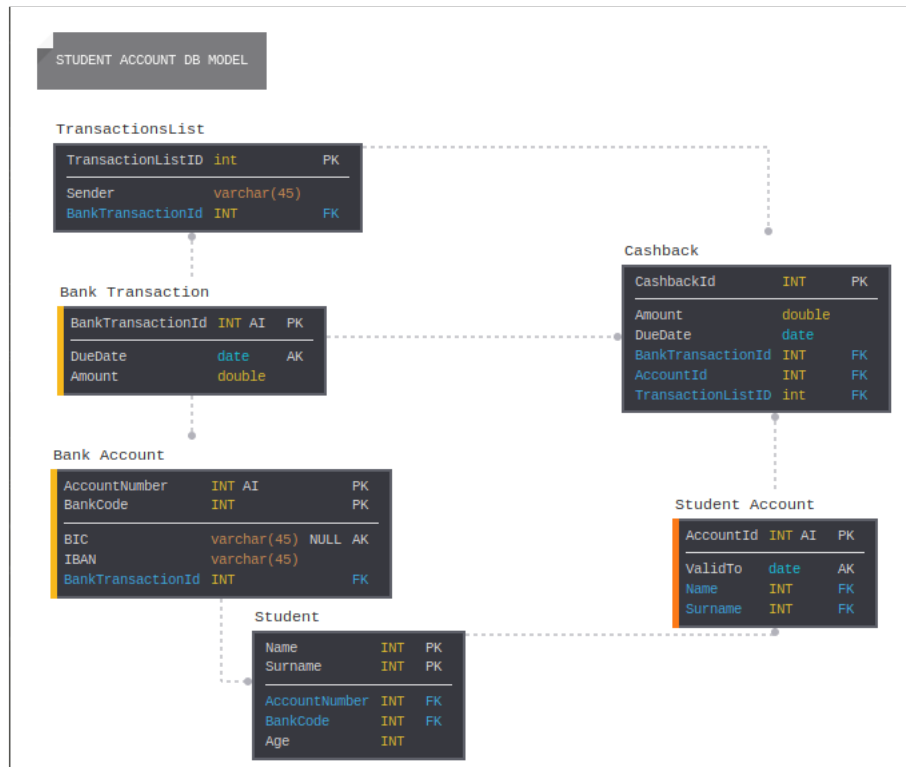 STUDENT ACCOUNT DB MODEL
TransactionsList
TransactionListID int PK
Sender varchar(45)
BankTransactionId INT FK
Bank Transaction
BankTransactionId INT AI PK
DueDate date AK
Amount double
Cashback
CashbackId INT PK
Amount double
DueDate date
BankTransactionId INT FK
AccountId INT FK
TransactionListID int FK
Bank Account
AccountNumber INT AI PK
BankCode INT PK
BIC varchar(45) NULL AK
IBAN varchar(45)
BankTransactionId INT FK
Student Account
AccountId INT AI PK
ValidTo date AK
Name INT FK
Surname INT FK
Student
Name INT PK
Surname INT PK
AccountNumber INT FK
BankCode INT FK
Age INT